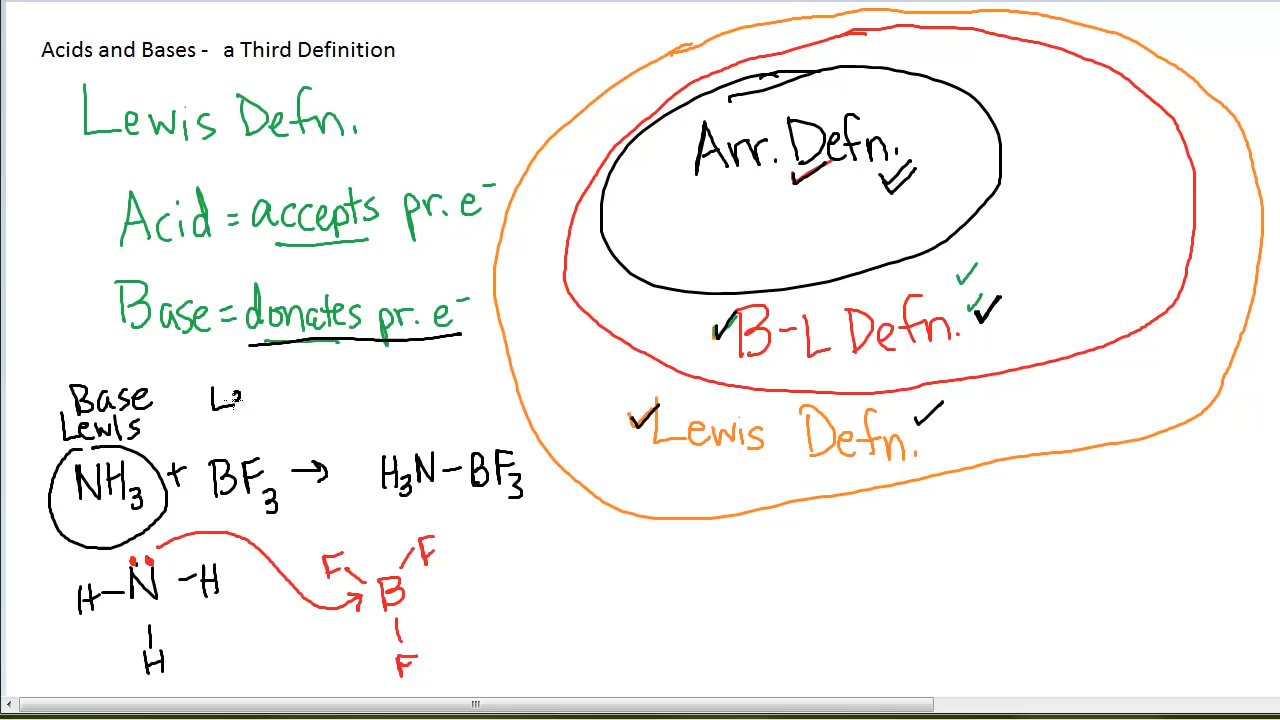 Acids and Bases - a Third Definition
Lewis Defn.
Acid = accepts pr. e⁻
Base = donates pr. e⁻
Arr. Defn.
B-L Defn.
Lewis Defn.
Base
Lewis
NH₃ + BF₃ → H₃N-BF₃
H-N-H
H
F F
B
F